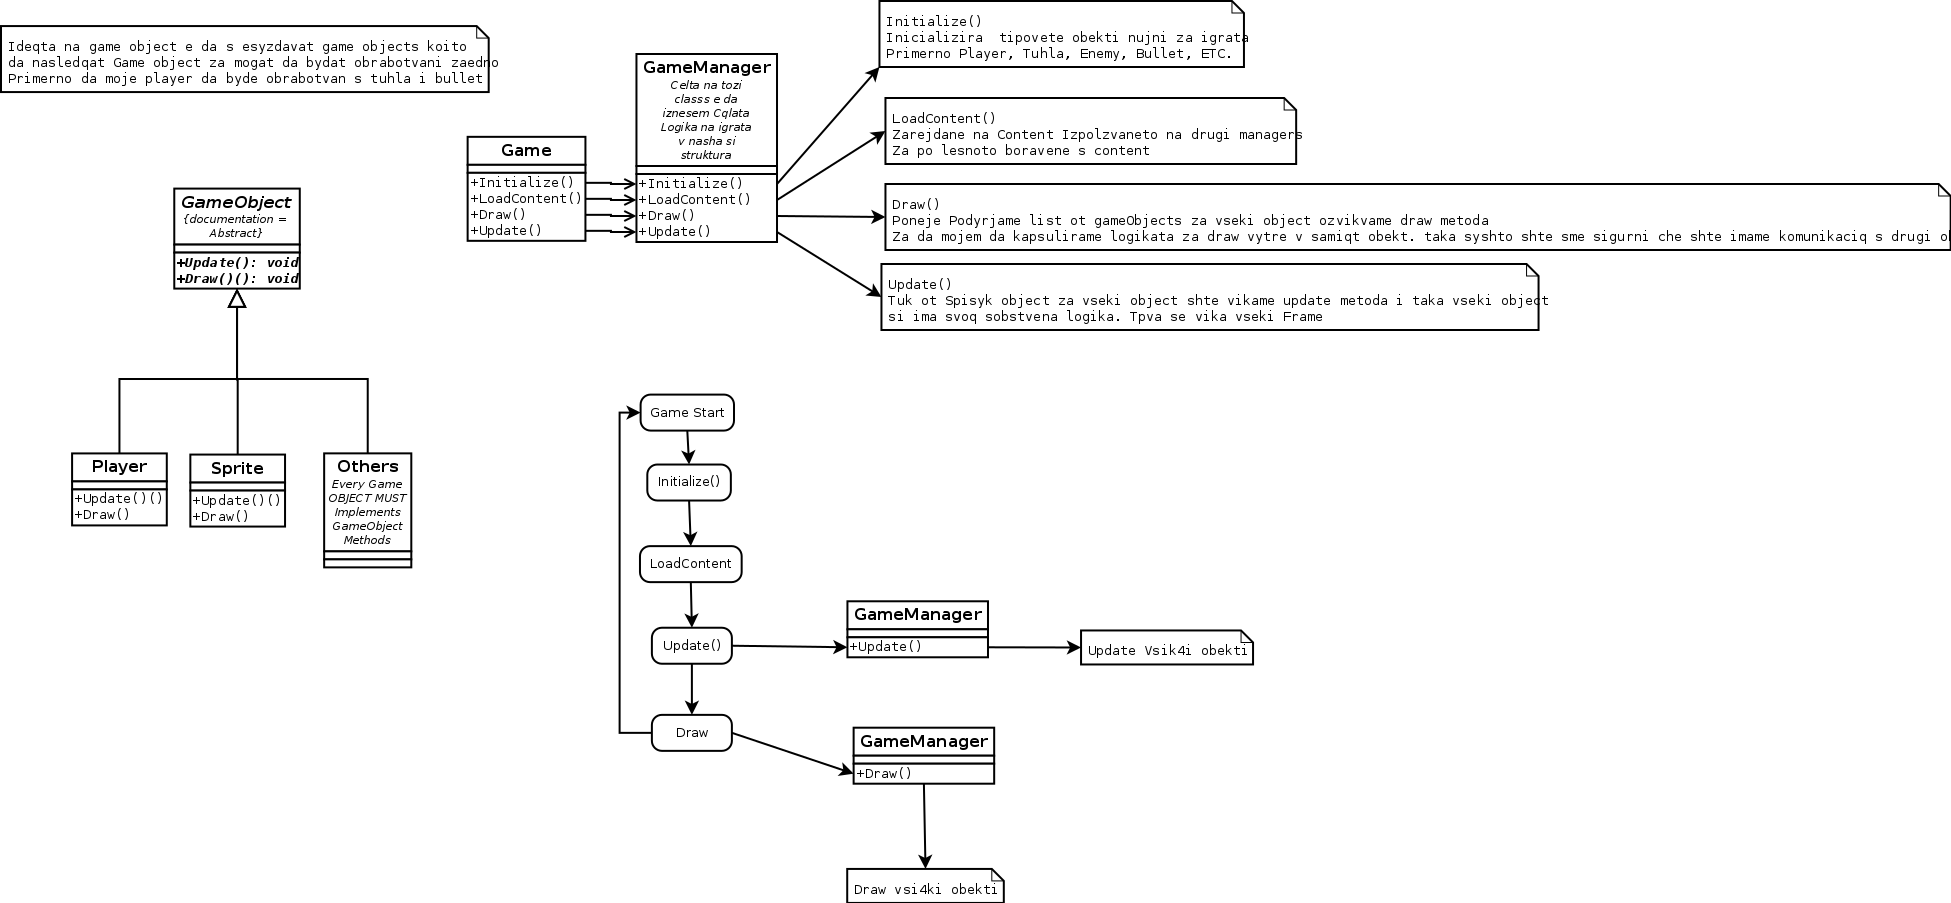 Ideqta na game object e da s esyzdavat game objects koito
da nasledqat Game object za mogat da bydat obrabotvani zaedno
Primerno da moje player da byde obrabotvan s tuhla i bullet
GameObject
{documentation =
Abstract}
+Update(): void
+Draw()(): void
Player
+Update()()
+Draw()
Sprite
+Update()()
+Draw()
Others
Every Game
OBJECT MUST
Implements
GameObject
Methods
Game
+Initialize()
+LoadContent()
+Draw()
+Update()
GameManager
Celta na tozi
classs e da
iznesem Cqlata
Logika na igrata
v nasha si
struktura
+Initialize()
+LoadContent()
+Draw()
+Update()
Initialize()
Inicializira  tipovete obekti nujni za igrata
Primerno Player, Tuhla, Enemy, Bullet, ETC.
LoadContent()
Zarejdane na Content Izpolzvaneto na drugi managers
Za po lesnoto boravene s content
Draw()
Poneje Podyrjame list ot gameObjects za vseki object ozvikvame draw metoda
Za da mojem da kapsulirame logikata za draw vytre v samiqt obekt. taka syshto shte sme sigurni che shte imame komunikaciq s drugi
Update()
Tuk ot Spisyk object za vseki object shte vikame update metoda i taka vseki object
si ima svoq sobstvena logika. Tpva se vika vseki Frame
Game Start
Initialize()
LoadContent
Update()
Draw
GameManager
+Update()
Update Vsik4i obekti
GameManager
+Draw()
Draw vsi4ki obekti